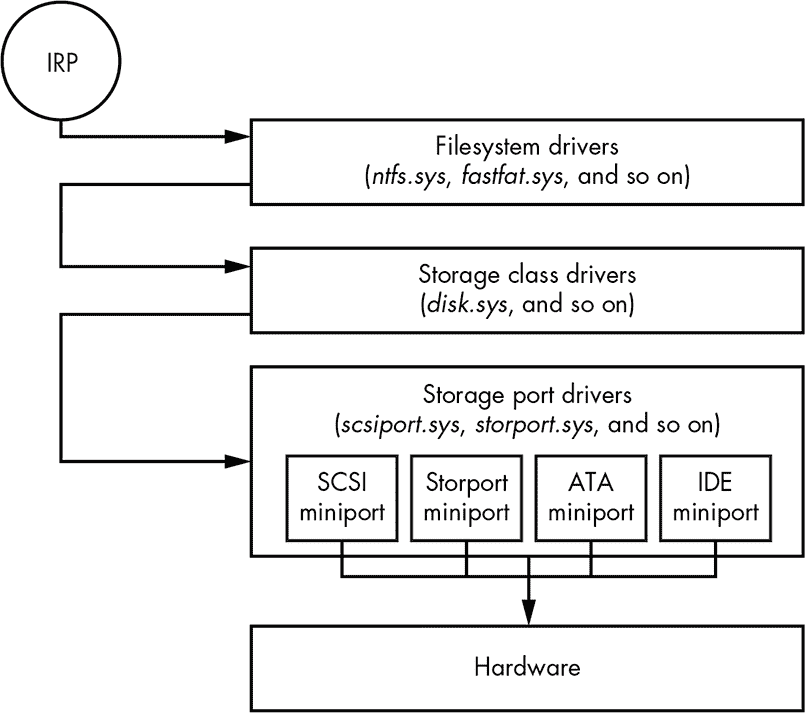 IRP
Filesystem drivers
(ntfs.sys, fastfat.sys, and so on)
Storage class drivers
(disk.sys, and so on)
Storage port drivers
(scsiport.sys, storport.sys, and so on)
SCSI
miniport
Storport
miniport
ATA
miniport
IDE
miniport
Hardware